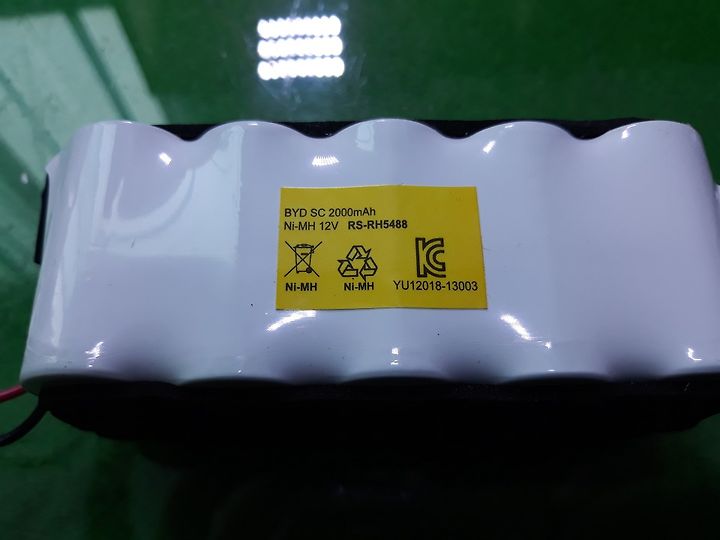 BYD SC 2000mAh
Ni-MH 12V RS-RH5488
Ni-MH Ni-MH YU12018-13003